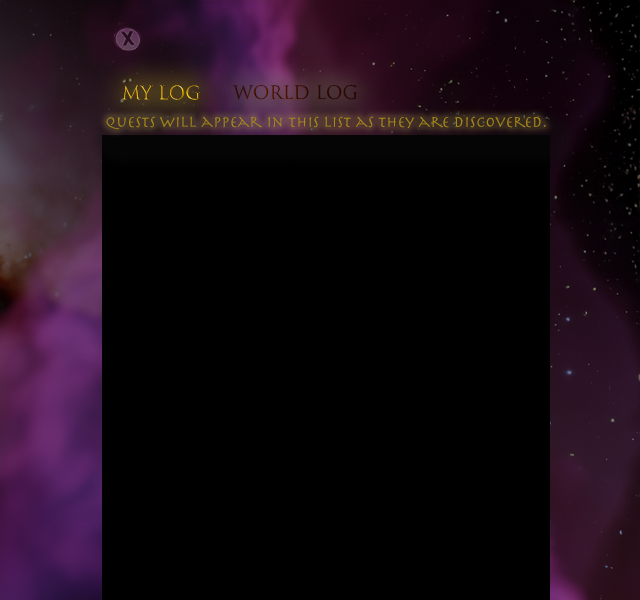 X
MY LOG WORLD LOG
QUESTS WILL APPEAR IN THIS LIST AS THEY ARE DISCOVERED.